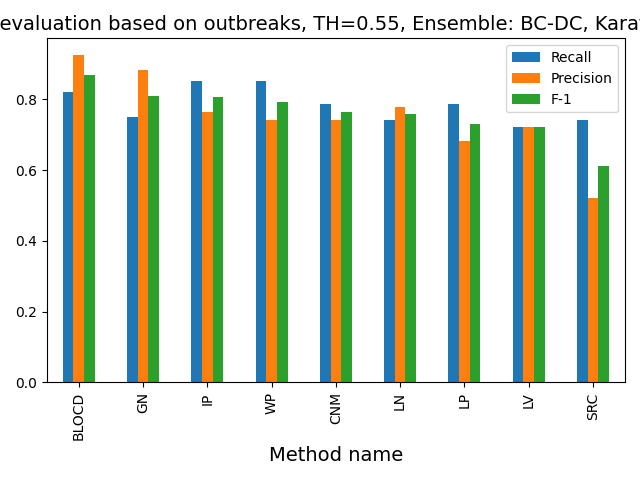 evaluation based on outbreaks, TH=0.55, Ensemble: BC-DC,
Recall
Precision
F-1
0.8
0.6
0.4
0.2
0.0
BLOCD
GN
IP
WP
CNM
LN
LP
LV
SRC
Method name